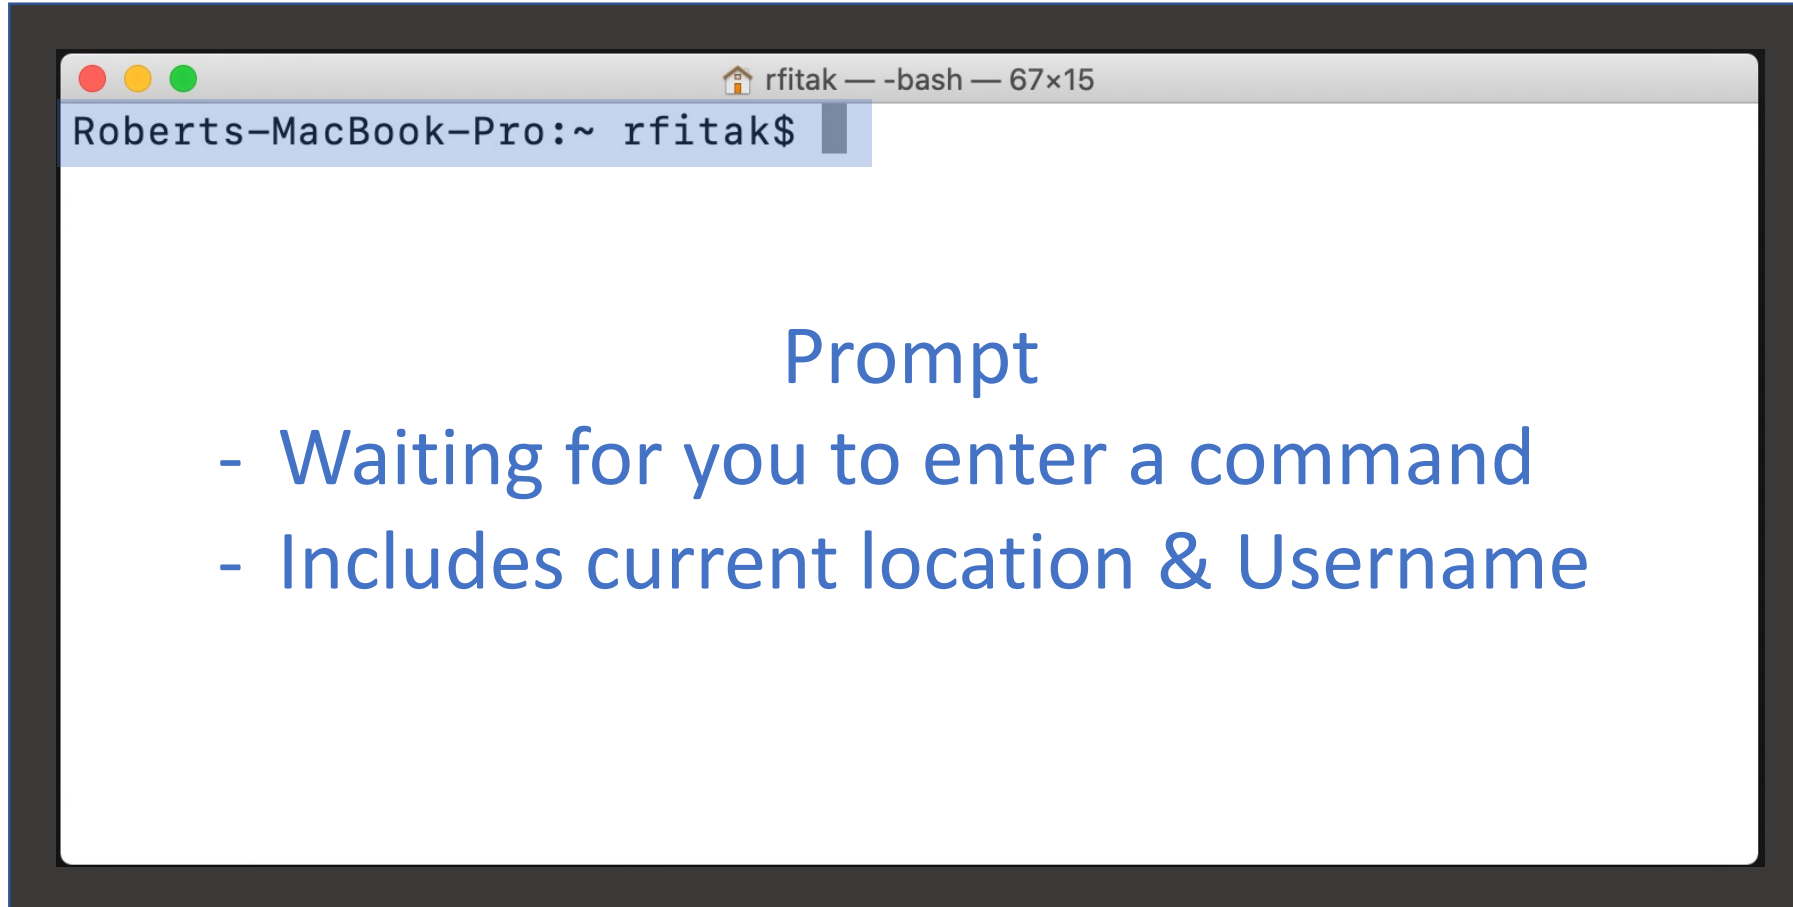 rfitak — -bash — 67×15
Roberts-MacBook-Pro:~ rfitak$
Prompt
- Waiting for you to enter a command
- Includes current location & Username